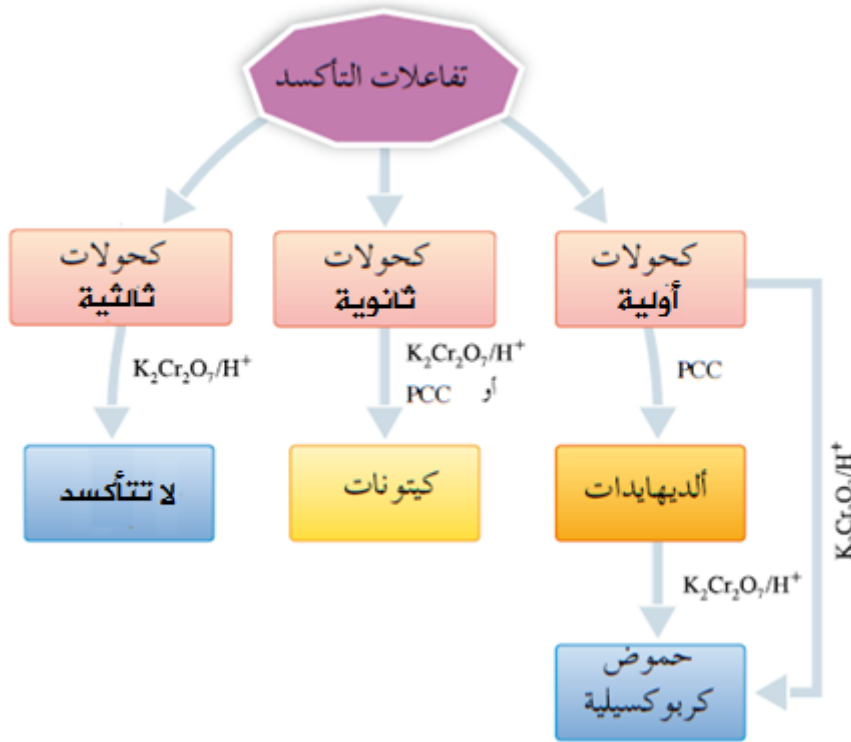 تفاعلات التأكسد
كحولات
أولية
كحولات
ثانوية
كحولات
ثالثية
PCC
K₂Cr₂O₇/H⁺
أو PCC
K₂Cr₂O₇/H⁺
K₂Cr₂O₇/H⁺
ألديهايدات
كيتونات
لا تتأكسد
K₂Cr₂O₇/H⁺
حموض
كربوكسيلية